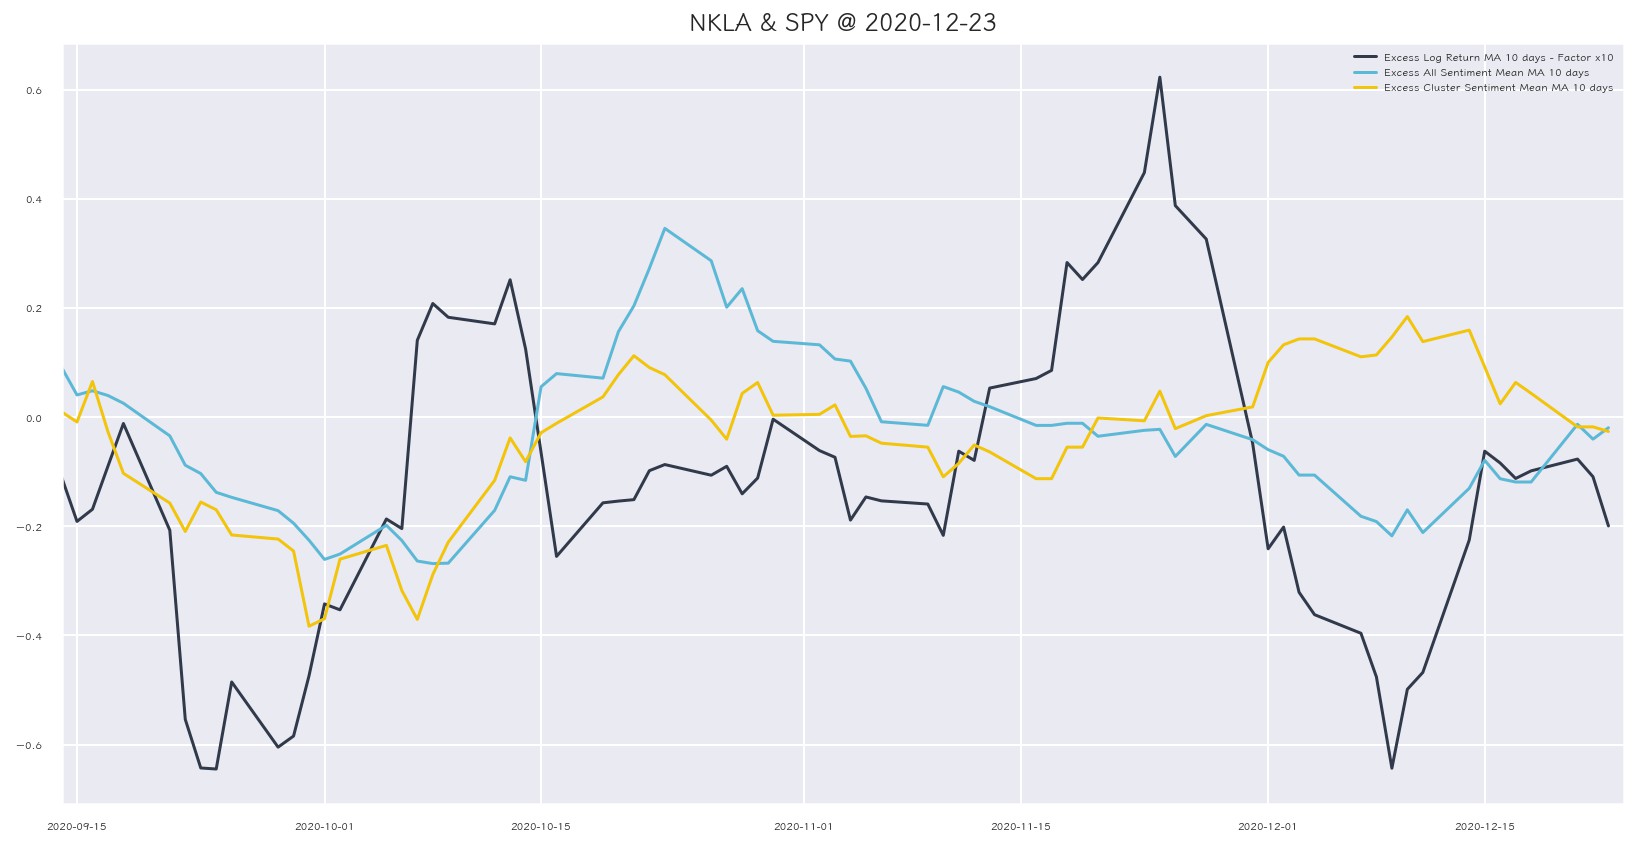 NKLA & SPY @ 2020-12-23
Excess Log Return MA 10 days - Factor x10
Excess All Sentiment Mean MA 10 days
Excess Cluster Sentiment Mean MA 10 days
0.6
0.4
0.2
0.0
−0.2
−0.4
−0.6
2020-09-15 2020-10-01 2020-10-15 2020-11-01 2020-11-15 2020-12-01 2020-12-15